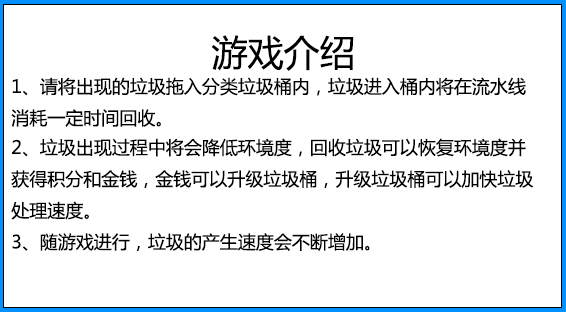 游戏介绍
1、请将出现的垃圾拖入分类垃圾桶内，垃圾进入桶内将在流水线
消耗一定时间回收。
2、垃圾出现过程中将会降低环境度，回收垃圾可以恢复环境度并
获得积分和金钱，金钱可以升级垃圾桶，升级垃圾桶可以加快垃圾
处理速度。
3、随游戏进行，垃圾的产生速度会不断增加。